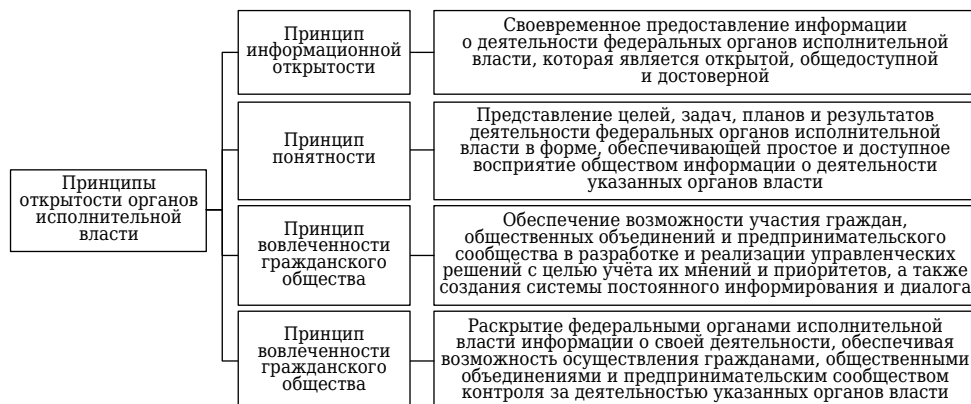 Принципы
открытости органов
исполнительной
власти
Принцип
информационной
открытости
Своевременное предоставление информации
о деятельности федеральных органов исполнительной
власти, которая является открытой, общедоступной
и достоверной
Принцип
понятности
Представление целей, задач, планов и результатов
деятельности федеральных органов исполнительной
власти в форме, обеспечивающей простое и доступное
восприятие обществом информации о деятельности
указанных органов власти
Принцип
вовлеченности
гражданского
общества
Обеспечение возможности участия граждан,
общественных объединений и предпринимательского
сообщества в разработке и реализации управленческих
решений с целью учёта их мнений и приоритетов, а также
создания системы постоянного информирования и диалога
Принцип
вовлеченности
гражданского
общества
Раскрытие федеральными органами исполнительной
власти информации о своей деятельности, обеспечивая
возможность осуществления гражданами, общественными
объединениями и предпринимательским сообществом
контроля за деятельностью указанных органов власти